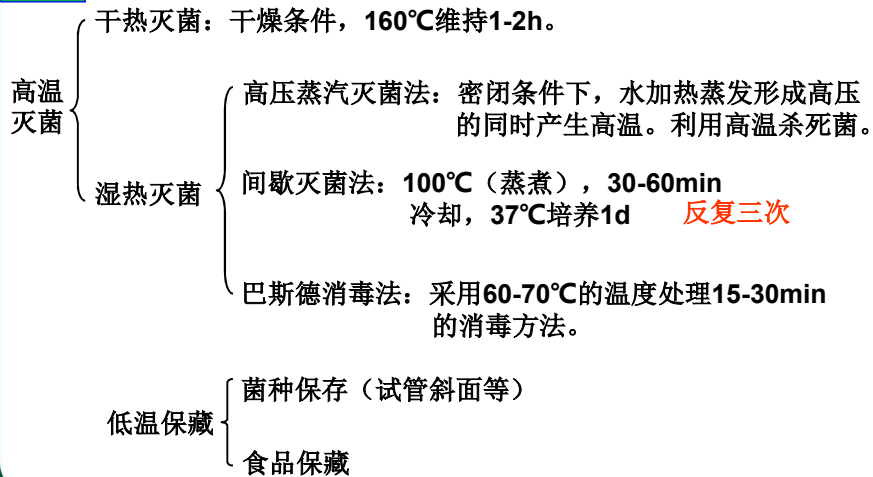 干热灭菌：干燥条件，160℃维持1-2h。
高温
灭菌
高压蒸汽灭菌法：密闭条件下，水加热蒸发形成高压
的同时产生高温。利用高温杀死菌。
湿热灭菌
间歇灭菌法：100℃（蒸煮），30-60min
冷却，37℃培养1d 反复三次
巴斯德消毒法：采用60-70℃的温度处理15-30min
的消毒方法。
低温保藏
菌种保存（试管斜面等）
食品保藏